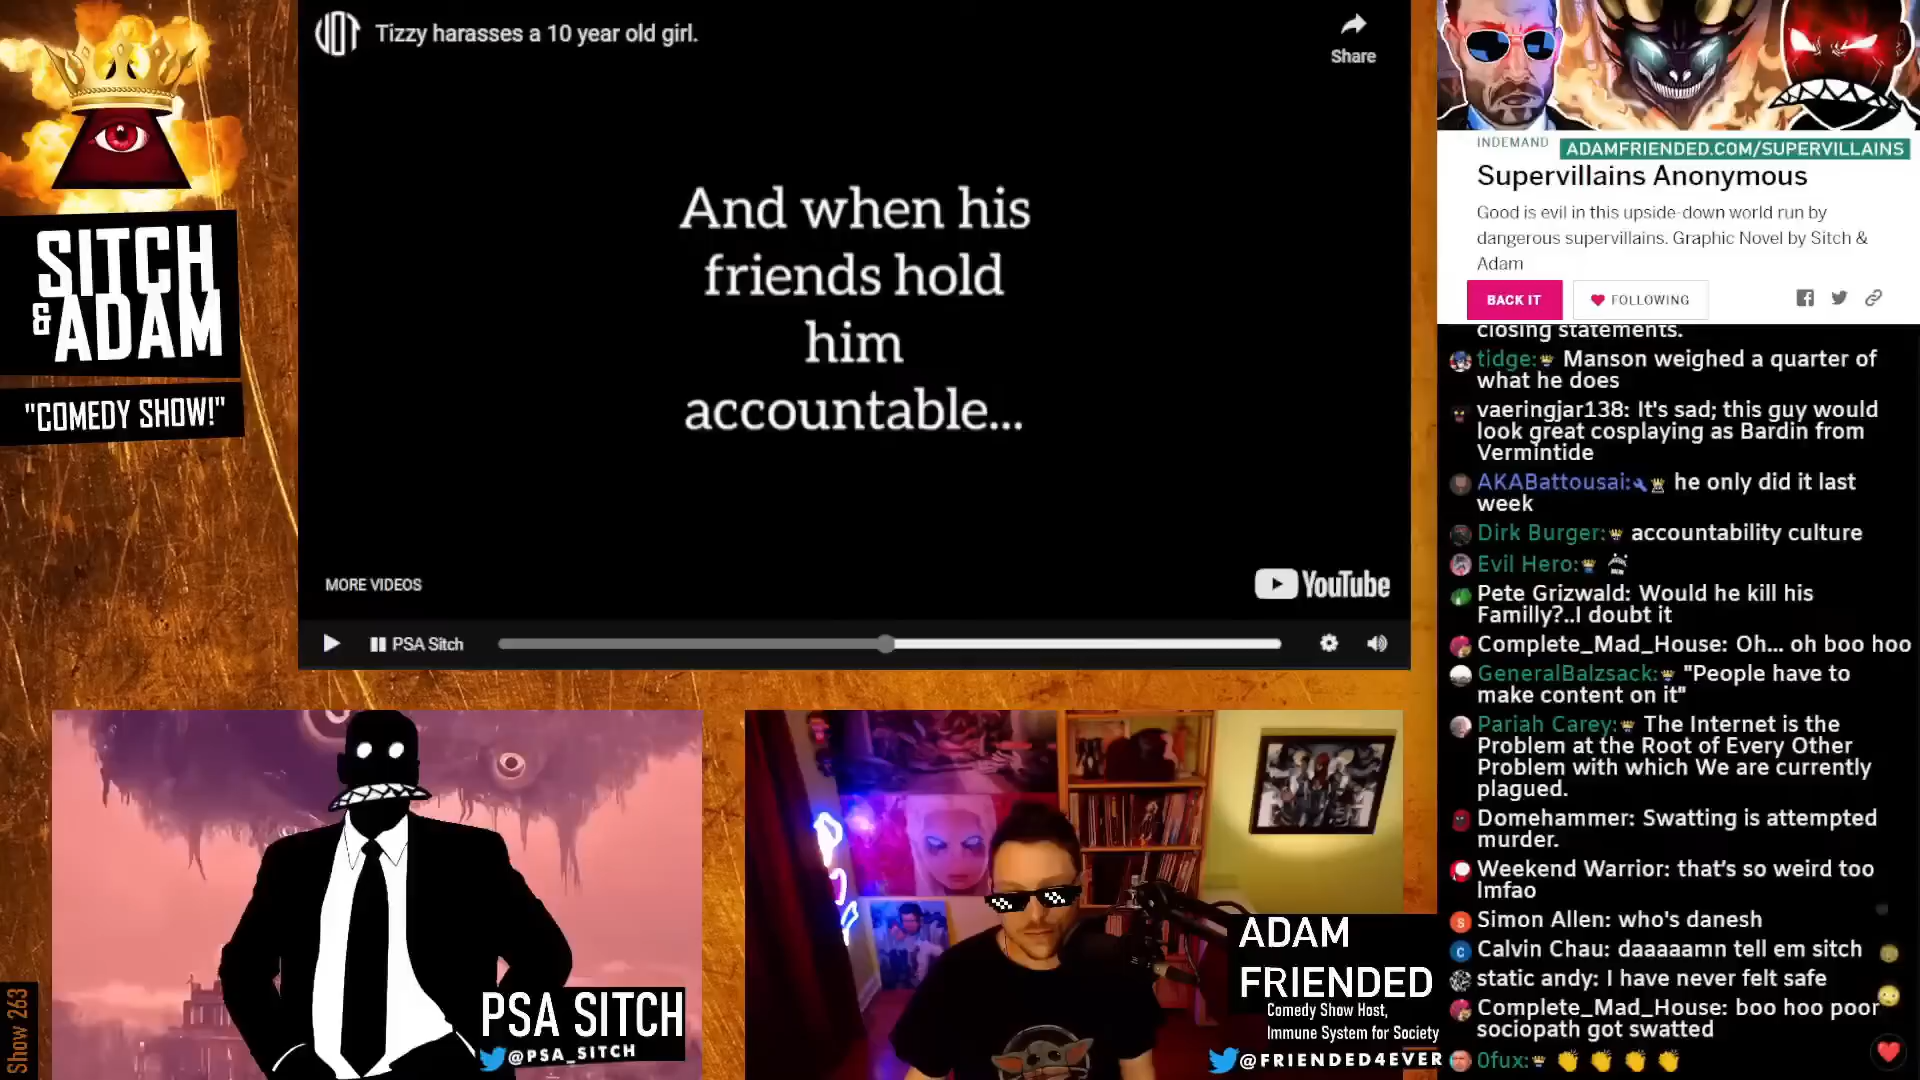 SITCH
& ADAM
"COMEDY SHOW!"
Show 263
Tizzy harasses a 10 year old girl.
Share
And when his
friends hold
him
accountable...
MORE VIDEOS
YouTube
PSA Sitch
PSA SITCH
@PSA_SITCH
ADAM
FRIENDED
Comedy Show Host,
Immune System for Society
@FRIENDED4EVER
INDEMAND
ADAMFRIENDED.COM/SUPERVILLAINS
Supervillains Anonymous
Good is evil in this upside-down world run by
dangerous supervillains. Graphic Novel by Sitch &
Adam
BACK IT
FOLLOWING
closing statements.
tidge: Manson weighed a quarter of
what he does
vaeringjar138: It's sad; this guy would
look great cosplaying as Bardin from
Vermintide
AKABattousai: he only did it last
week
Dirk Burger: accountability culture
Evil Hero:
Pete Grizwald: Would he kill his
Familly?..I doubt it
Complete_Mad_House: Oh... oh boo hoo
GeneralBalzsack: "People have to
make content on it"
Pariah Carey: The Internet is the
Problem at the Root of Every Other
Problem with which We are currently
plagued.
Domehammer: Swatting is attempted
murder.
Weekend Warrior: that's so weird too
lmfao
S Simon Allen: who's danesh
C Calvin Chau: daaaaamn tell em sitch
static andy: I have never felt safe
Complete_Mad_House: boo hoo poor
sociopath got swatted
0fux: 👏 👏 👏 👏